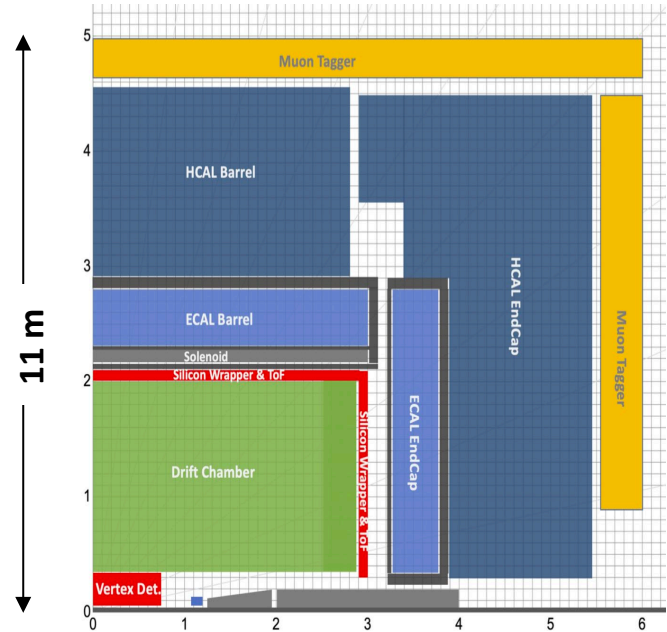 5
Muon Tagger
4
HCAL Barrel
3
HCAL EndCap
ECAL Barrel
Solenoid
11 m
Muon Tagger
2
Silicon Wrapper & ToF
Silicon Wrapper & ToF
ECAL EndCap
Drift Chamber
1
Vertex Det.
0
0 1 2 3 4 5 6